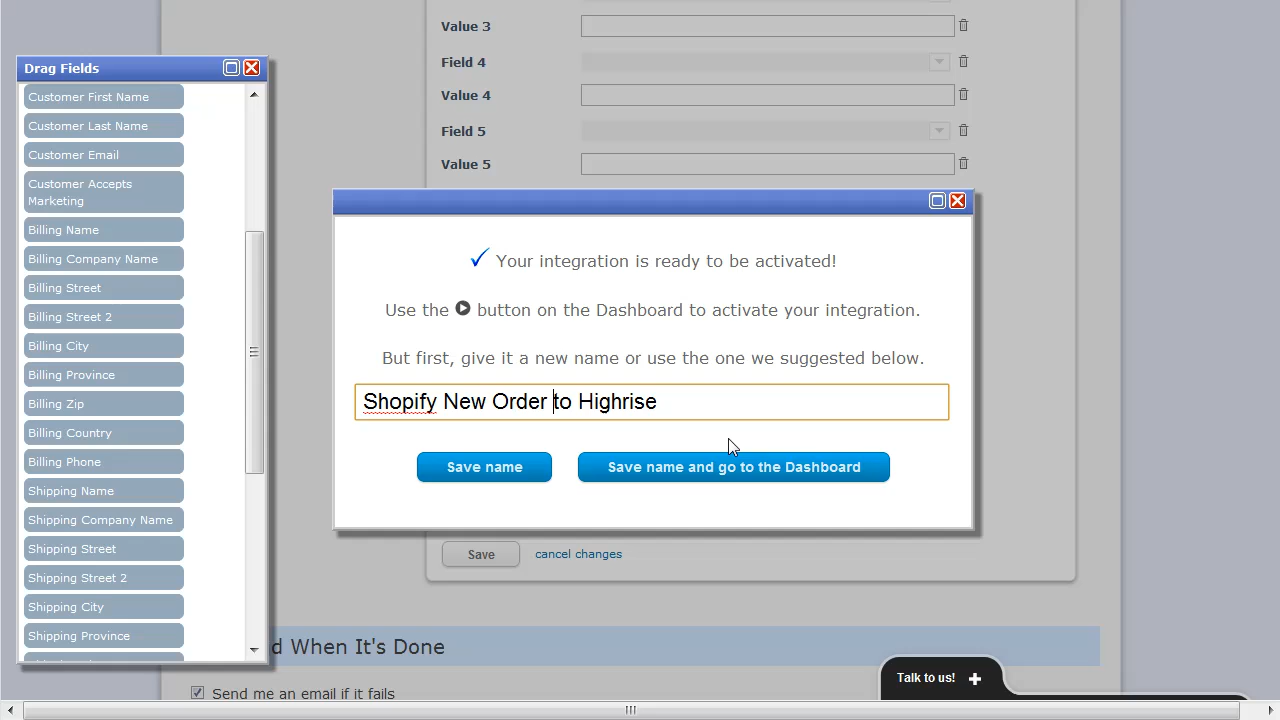 Value 3
Field 4
Value 4
Field 5
Value 5
Drag Fields
Customer First Name
Customer Last Name
Customer Email
Customer Accepts
Marketing
Billing Name
Billing Company Name
Billing Street
Billing Street 2
Billing City
Billing Province
Billing Zip
Billing Country
Billing Phone
Shipping Name
Shipping Company Name
Shipping Street
Shipping Street 2
Shipping City
Shipping Province
Your integration is ready to be activated!
Use the button on the Dashboard to activate your integration.
But first, give it a new name or use the one we suggested below.
Shopify New Order to Highrise
Save name
Save name and go to the Dashboard
Save
cancel changes
d When It's Done
Send me an email if it fails
Talk to us!